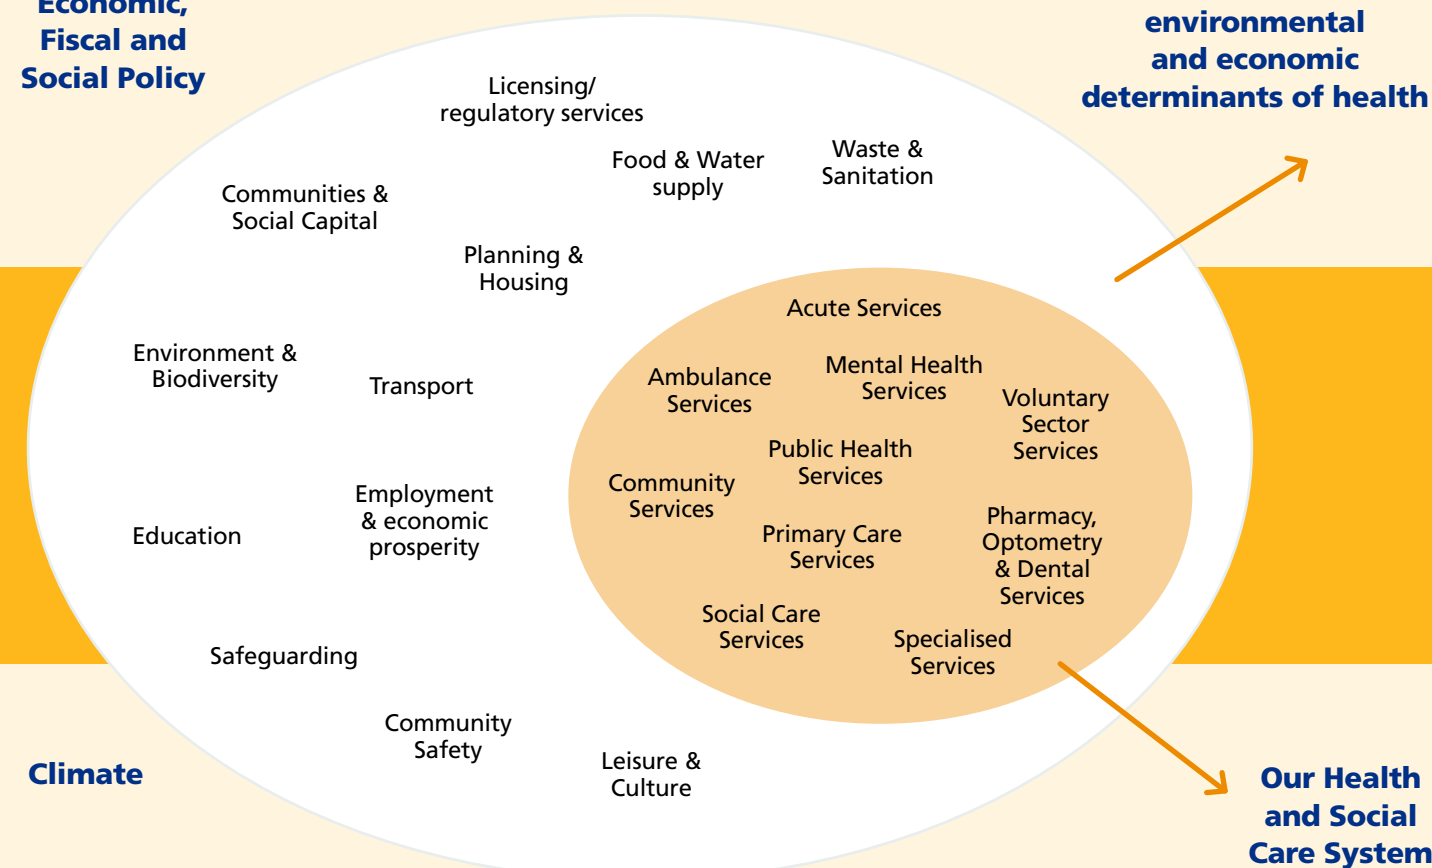 Economic,
Fiscal and
Social Policy
environmental
and economic
determinants of health
Licensing/
regulatory services
Food & Water
supply
Waste &
Sanitation
Communities &
Social Capital
Planning &
Housing
Environment &
Biodiversity
Transport
Education
Employment
& economic
prosperity
Safeguarding
Community
Safety
Leisure &
Culture
Acute Services
Ambulance
Services
Mental Health
Services
Voluntary
Sector
Services
Public Health
Services
Community
Services
Primary Care
Services
Pharmacy,
Optometry
& Dental
Services
Social Care
Services
Specialised
Services
Climate
Our Health
and Social
Care System